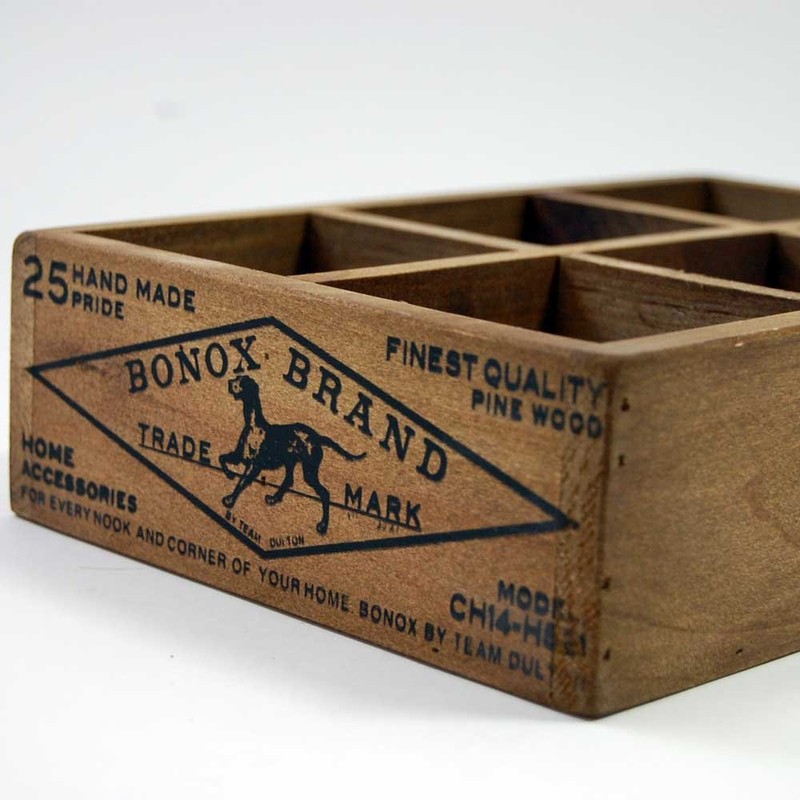 25 HAND MADE
PRIDE
FINEST QUALITY
PINE WOOD
BONOX BRAND
TRADE MARK
BY TEAM DULTON
HOME
ACCESSORIES
FOR EVERY NOOK AND CORNER OF YOUR HOME. BONOX BY TEAM
MODEL